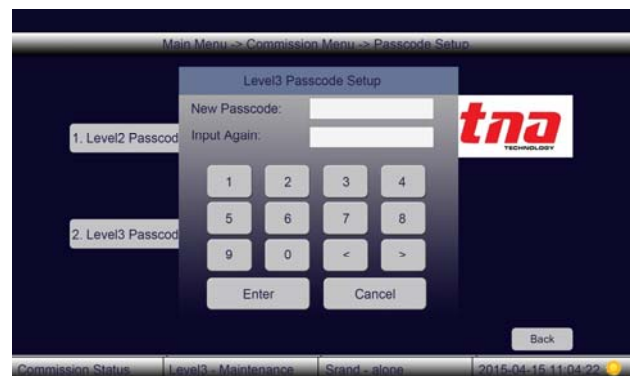 Main Menu -> Commission Menu -> Passcode Setup
Level3 Passcode Setup
New Passcode:
Input Again:
1. Level2 Passcod
tna
TECHNOLOGY
1 2 3 4
5 6 7 8
2. Level3 Passcod
9 0 < >
Enter Cancel
Back
Commission Status Level3 - Maintenance Srand - alone 2015-04-15 11:04:22